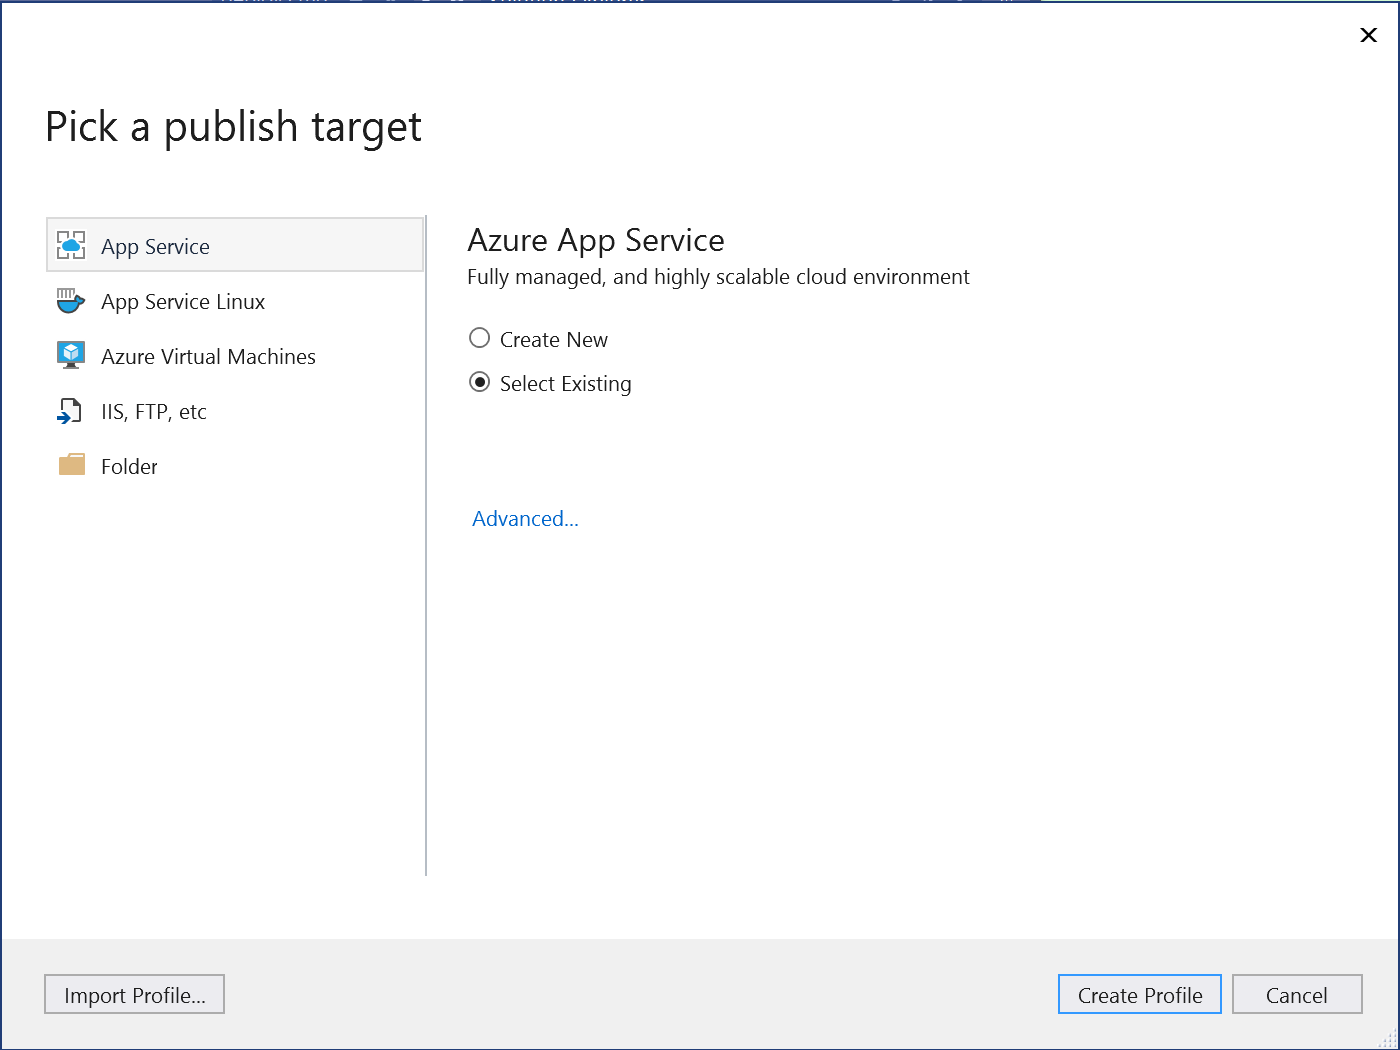 Pick a publish target
App Service
App Service Linux
Azure Virtual Machines
IIS, FTP, etc
Folder
Azure App Service
Fully managed, and highly scalable cloud environment
Create New
Select Existing
Advanced...
Import Profile...
Create Profile
Cancel